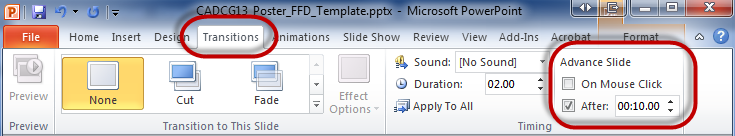 CADCG13_Poster_FFD_Template.pptx - Microsoft PowerPoint
File Home Insert Design Transitions Animations Slide Show Review View Add-Ins Acrobat Format
Preview
Preview
None
Cut
Fade
Effect
Options
Transition to This Slide
Sound: [No Sound]
Duration: 02.00
Apply To All
Timing
Advance Slide
On Mouse Click
After: 00:10.00